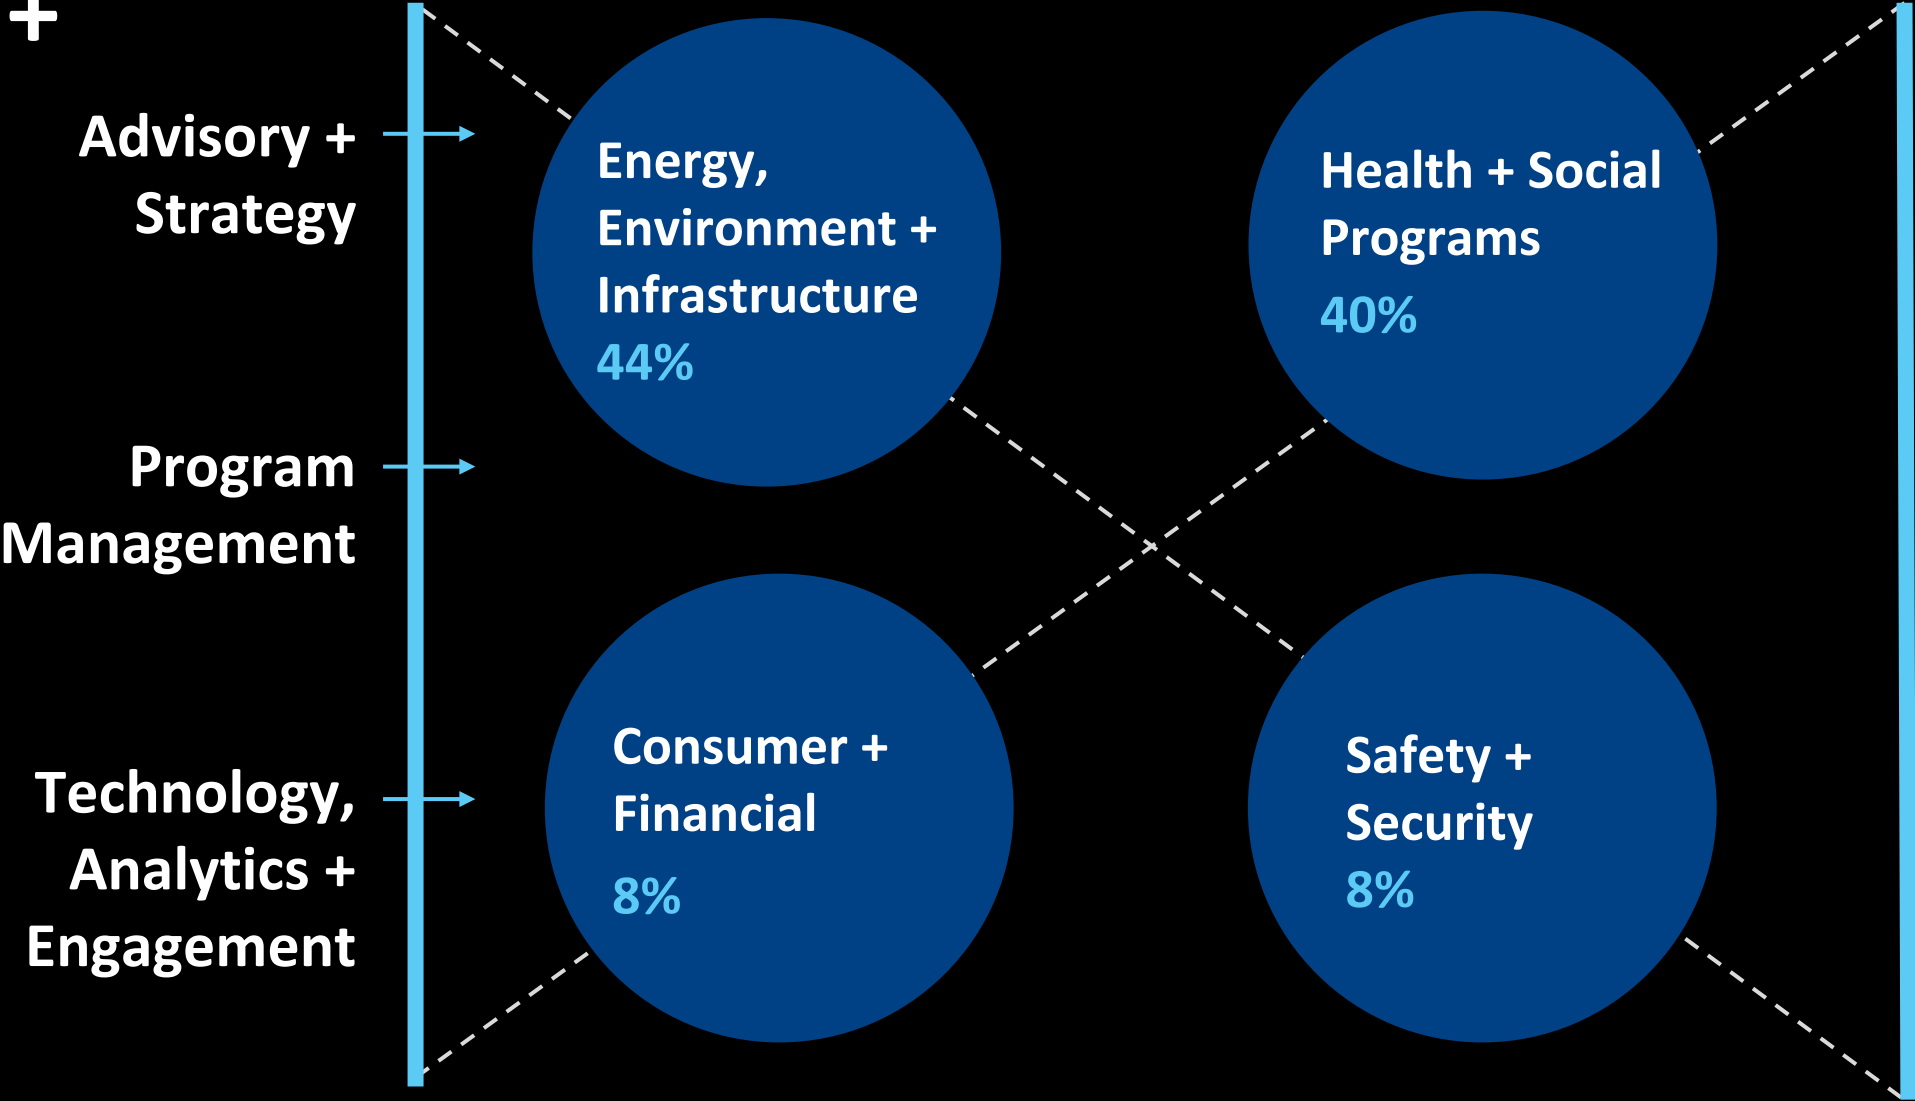 +
Advisory +
Strategy
Program
Management
Technology,
Analytics +
Engagement
Energy,
Environment +
Infrastructure
44%
Health + Social
Programs
40%
Consumer +
Financial
8%
Safety +
Security
8%